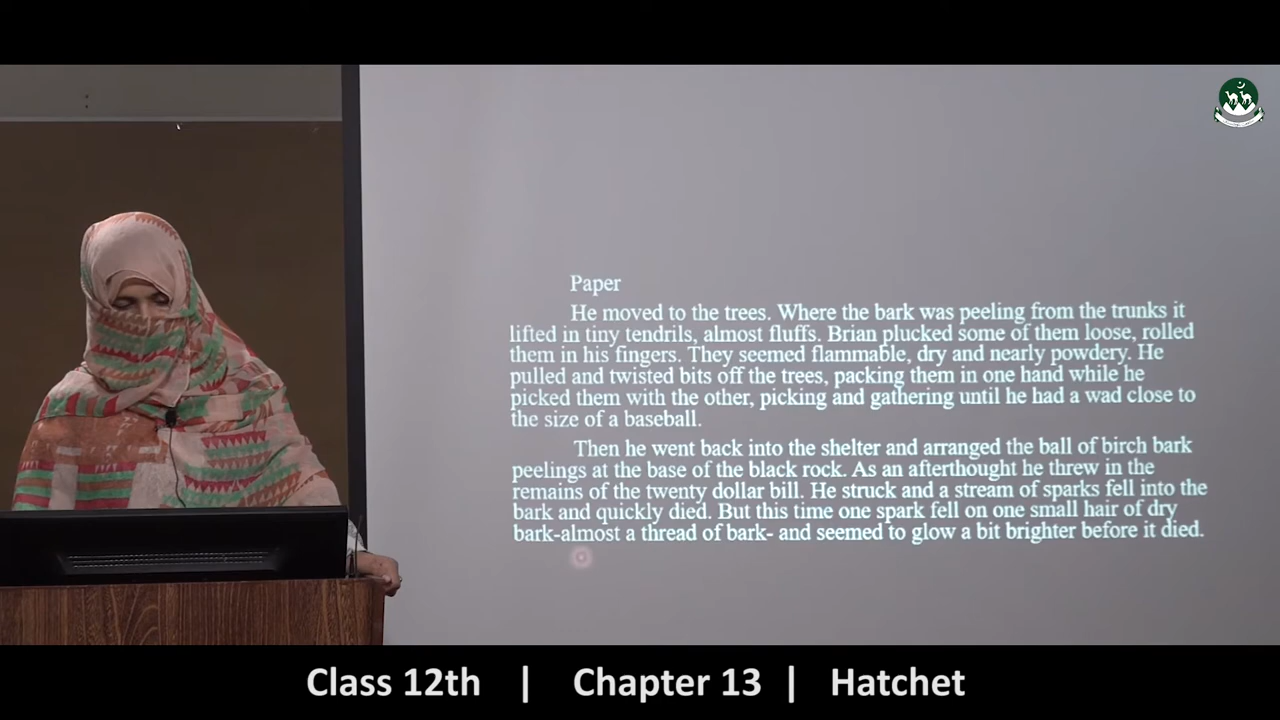 Paper
He moved to the trees. Where the bark was peeling from the trunks it
lifted in tiny tendrils, almost fluffs. Brian plucked some of them loose, rolled
them in his fingers. They seemed flammable, dry and nearly powdery. He
pulled and twisted bits off the trees, packing them in one hand while he
picked them with the other, picking and gathering until he had a wad close to
the size of a baseball.
Then he went back into the shelter and arranged the ball of birch bark
peelings at the base of the black rock. As an afterthought he threw in the
remains of the twenty dollar bill. He struck and a stream of sparks fell into the
bark and quickly died. But this time one spark fell on one small hair of dry
bark-almost a thread of bark- and seemed to glow a bit brighter before it died.
Class 12th | Chapter 13 | Hatchet